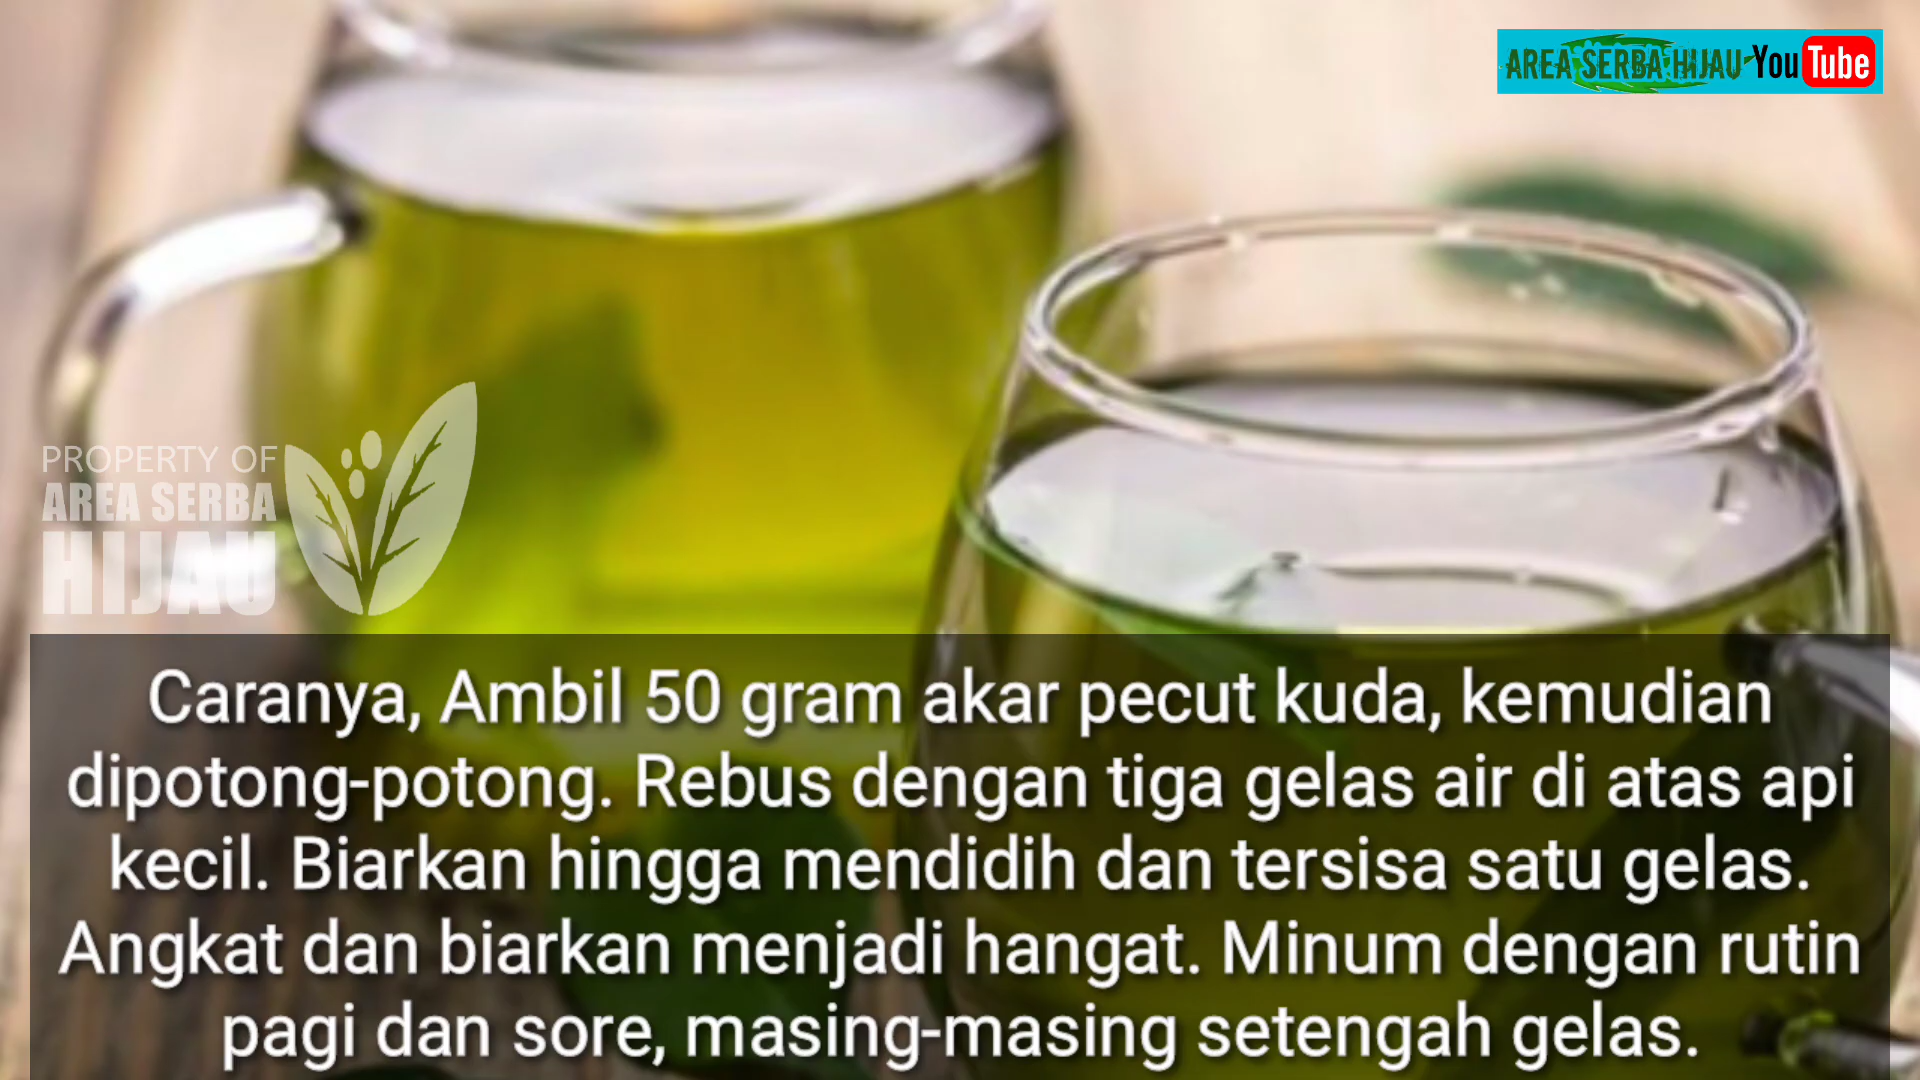 AREA SERBA HIJAU YouTube
PROPERTY OF
AREA SERBA
HIJAU
Caranya, Ambil 50 gram akar pecut kuda, kemudian
dipotong-potong. Rebus dengan tiga gelas air di atas api
kecil. Biarkan hingga mendidih dan tersisa satu gelas.
Angkat dan biarkan menjadi hangat. Minum dengan rutin
pagi dan sore, masing-masing setengah gelas.